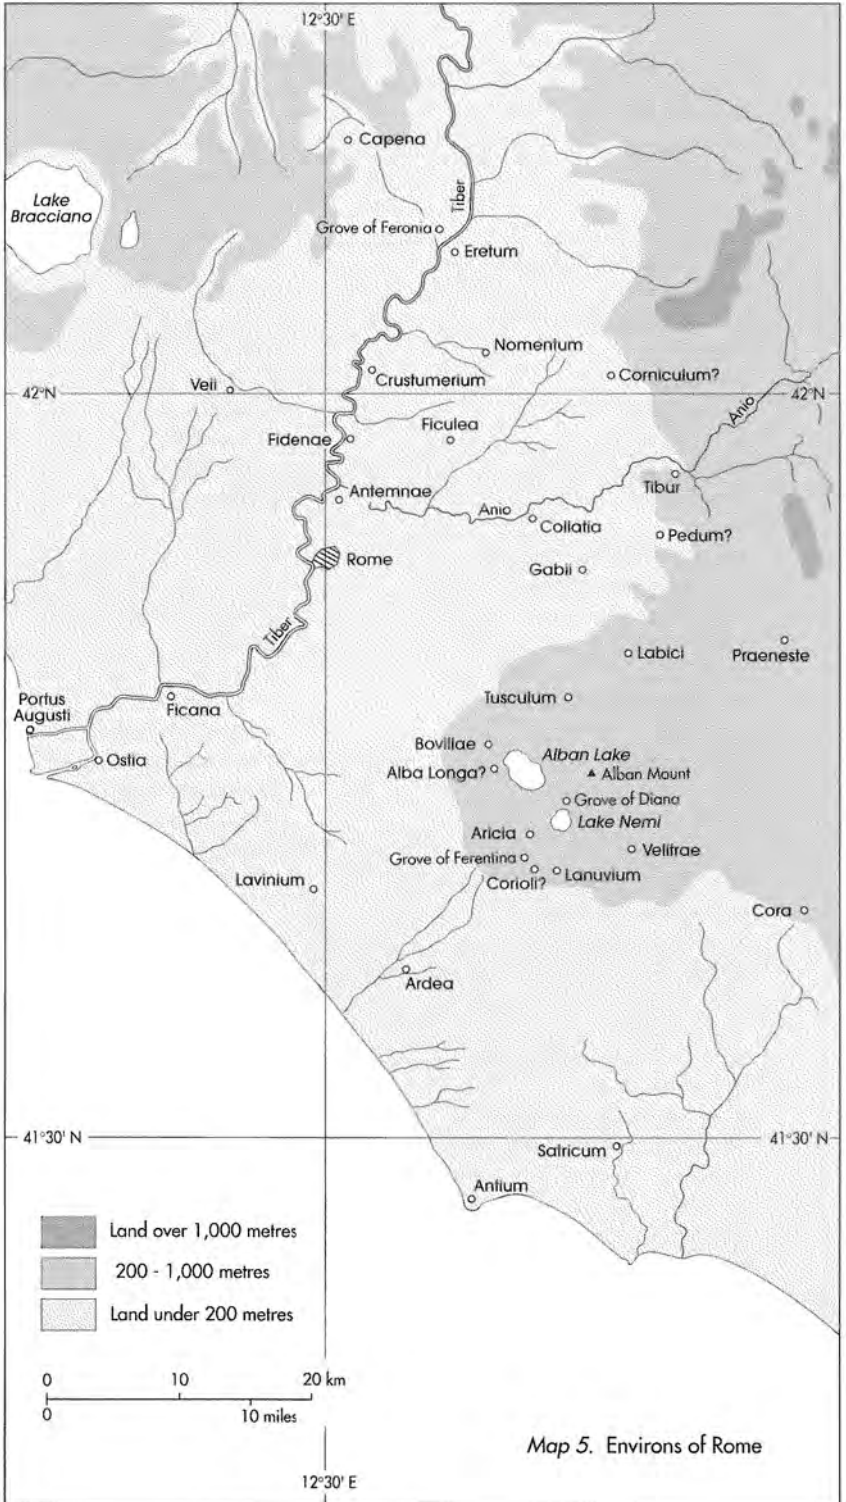 12°30' E
Capena
Lake
Bracciano
Tiber
Grove of Feronia
Eretum
Nomentum
Crustumerium
Corniculum?
Veii
42°N
42°N
Anio
Ficulea
Fidenae
Tibur
Antemnae
Anio
Collatia
Pedum?
Rome
Gabii
Tiber
Labici
Praeneste
Portus
Augusti
Ficana
Tusculum
Bovillae
Alban Lake
Ostia
Alba Longa?
Alban Mount
Grove of Diana
Lake Nemi
Aricia
Velitrae
Grove of Ferentina
Lanuvium
Corioli?
Lavinium
Cora
Ardea
41°30' N
41°30' N
Satricum
Antium
Land over 1,000 metres
200 - 1,000 metres
Land under 200 metres
0 10 20 km
0 10 miles
Map 5. Environs of Rome
12°30' E